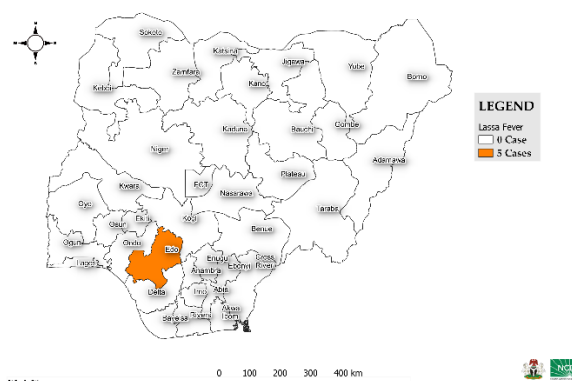 Sokoto
Katsina
Jigawa
Yobe
Borno
Zamfara
Kano
Kebbi
Kaduna
Bauchi
Gombe
Adamawa
Niger
Plateau
Kwara
FCT
Nasarawa
Taraba
Oyo
Osun
Ekiti
Kogi
Benue
Ogun
Ondo
Edo
Lagos
Enugu
Ebonyi
Cross
River
Anambra
Delta
Imo
Abia
Bayelsa
Rivers
Akwa
Ibom
LEGEND
Lassa Fever
0 Case
5 Cases
0 100 200 300 400 km
NCD